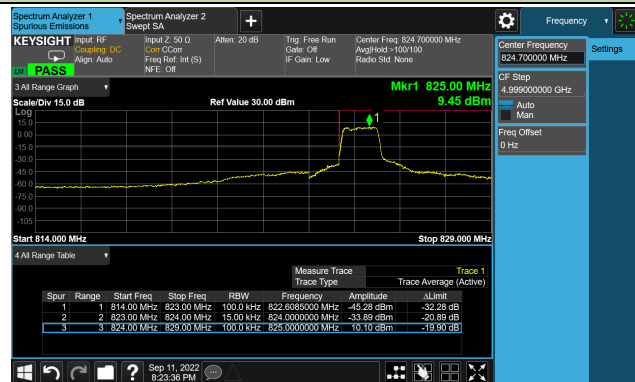 Spectrum Analyzer 1
Spurious Emissions
Spectrum Analyzer 2
Swept SA
Frequency
KEYSIGHT
Input: RF
Coupling: DC
Align: Auto
Input Z: 50 Ω
Corr CCorr
Freq Ref: Int (S)
NFE: Off
Atten: 20 dB
Trig: Free Run
Gate: Off
IF Gain: Low
Center Freq: 824.700000 MHz
Avg|Hold:>100/100
Radio Std: None
LXI PASS
Center Frequency
824.700000 MHz
Settings
CF Step
4.999000000 GHz
Auto
Man
Freq Offset
0 Hz
3 All Range Graph
Mkr1 825.00 MHz
Scale/Div 15.0 dB
Ref Value 30.00 dBm
9.45 dBm
Log
15.0
0.00
-15.0
-30.0
-45.0
-60.0
-75.0
-90.0
-105
1
Start 814.000 MHz
Stop 829.000 MHz
4 All Range Table
Measure Trace Trace 1
Trace Type Trace Average (Active)
Spur Range Start Freq Stop Freq RBW Frequency Amplitude ΔLimit
1 1 814.00 MHz 823.00 MHz 100.0 kHz 822.6085000 MHz -45.28 dBm -32.28 dB
2 2 823.00 MHz 824.00 MHz 15.00 kHz 824.0000000 MHz -33.89 dBm -20.89 dB
3 3 824.00 MHz 829.00 MHz 100.0 kHz 825.0000000 MHz 10.10 dBm -19.90 dB
Sep 11, 2022
8:23:36 PM